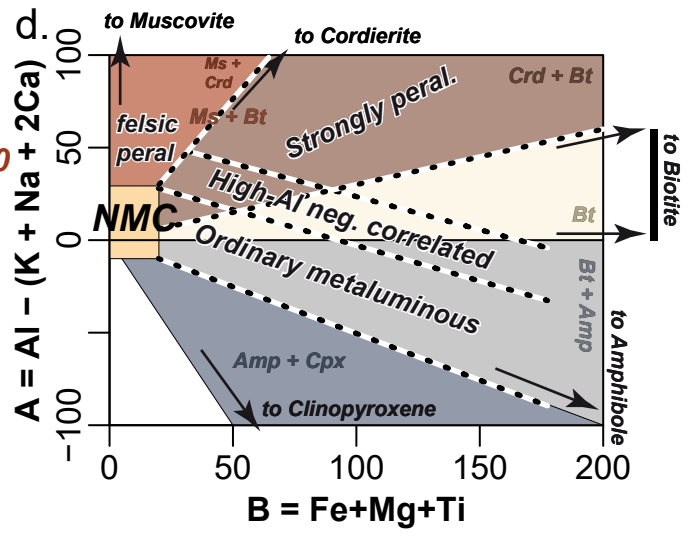 d.
to Muscovite
to Cordierite
Ms +
Crd
Crd + Bt
Ms + Bt
Strongly peral.
felsic
peral
0
NMC
High-Al neg. correlated
Ordinary metaluminous
Bt
to Biotite
Bt + Amp
Amp + Cpx
to Clinopyroxene
to Amphibole
100
50
0
−100
A = Al − (K + Na + 2Ca)
0
50
100
150
200
B = Fe+Mg+Ti